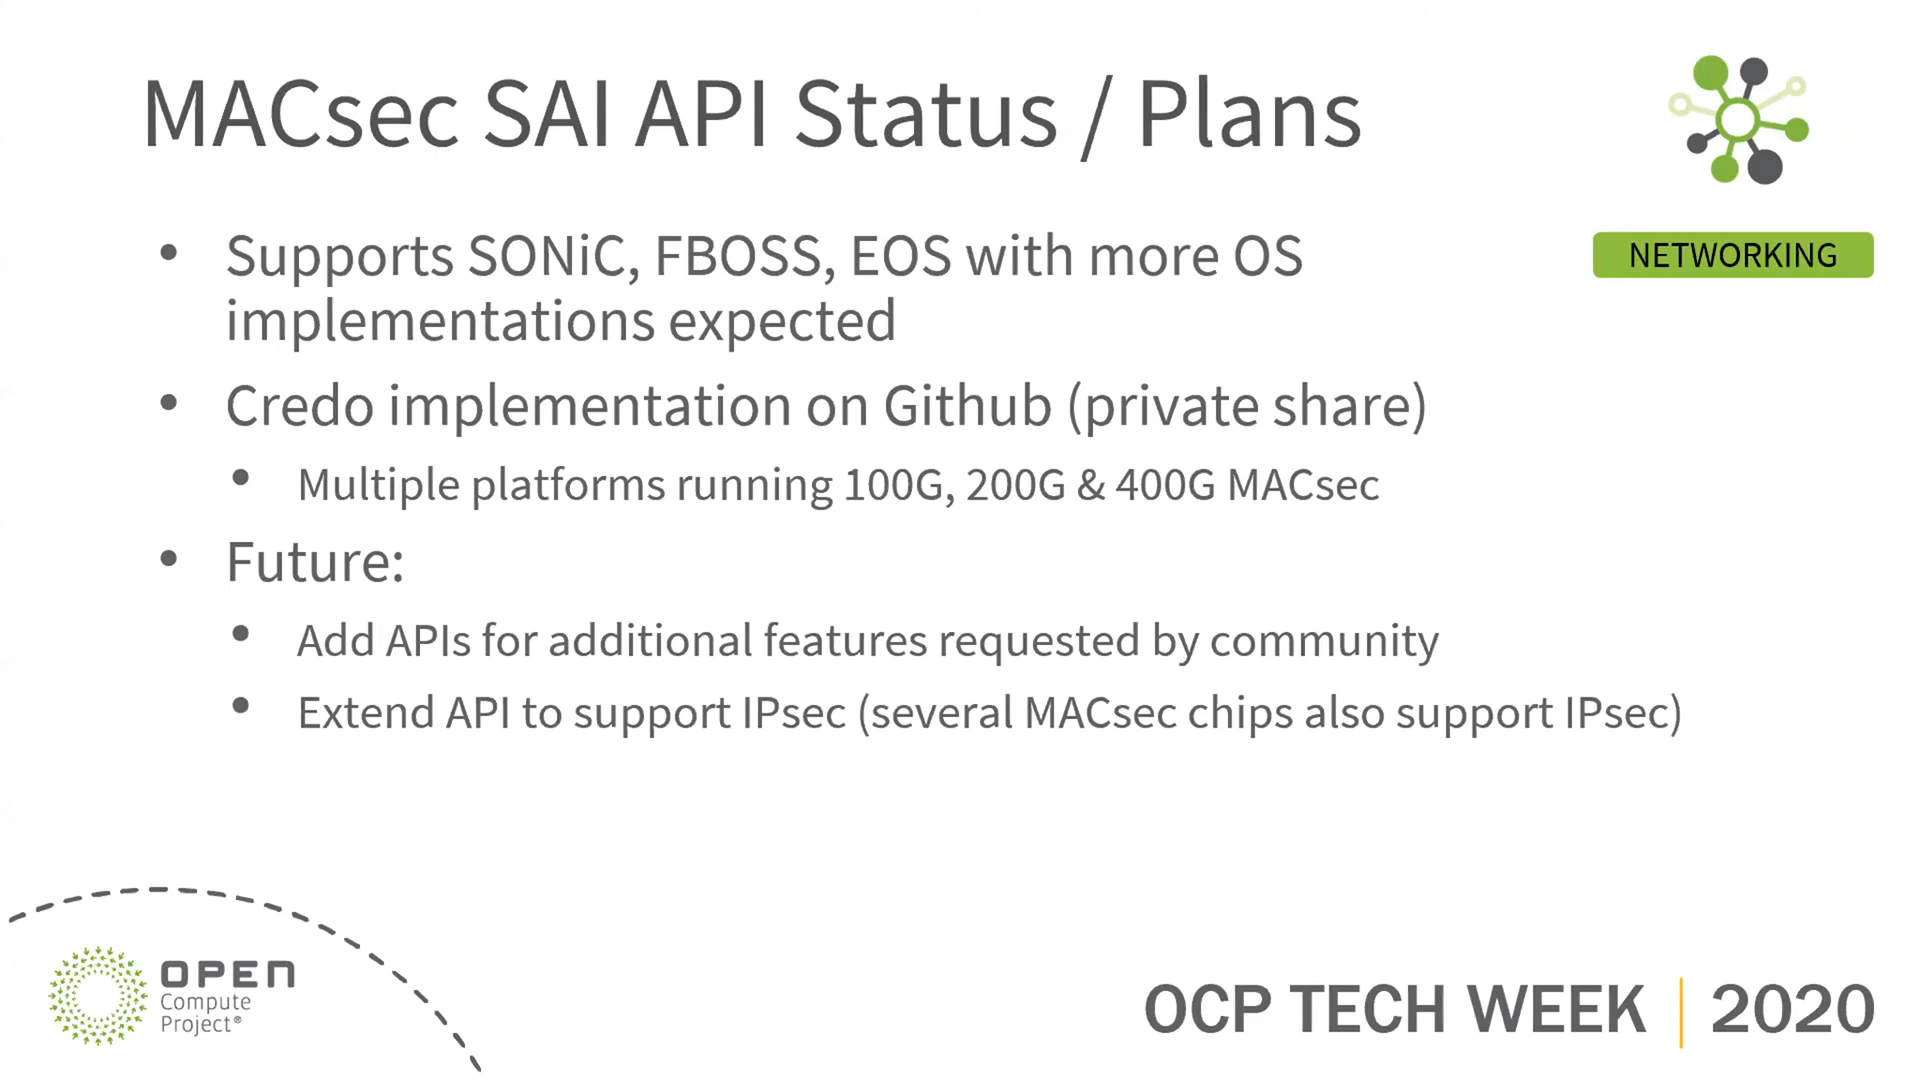 MACsec SAI API Status / Plans
NETWORKING
• Supports SONiC, FBOSS, EOS with more OS
implementations expected
• Credo implementation on Github (private share)
• Multiple platforms running 100G, 200G & 400G MACsec
• Future:
• Add APIs for additional features requested by community
• Extend API to support IPsec (several MACsec chips also support IPsec)
OPEN
Compute
Project®
OCP TECH WEEK | 2020